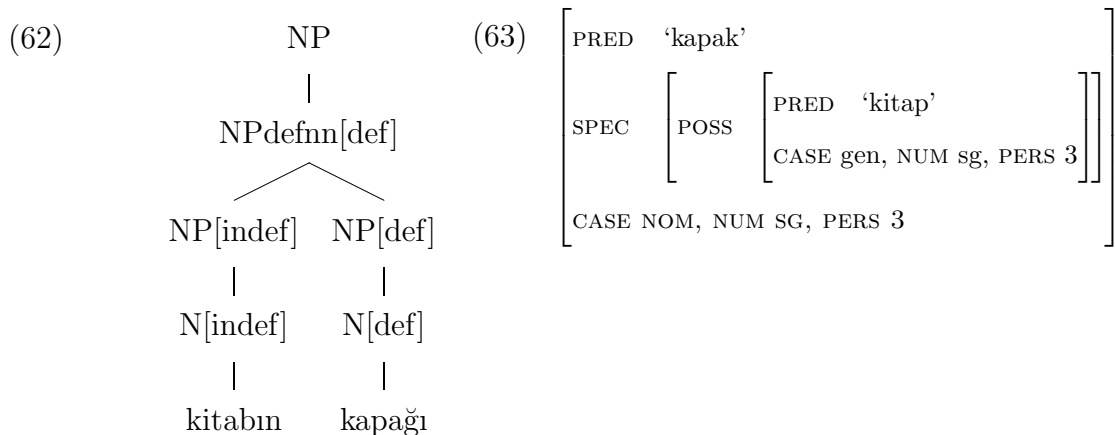 (62) NP (63)
NPdefnn[def]
NP[indef] NP[def]
N[indef] N[def]
kitabın kapağı
PRED ‘kapak’
SPEC POSS PRED ‘kitap’
CASE gen, NUM sg, PERS 3
CASE NOM, NUM SG, PERS 3